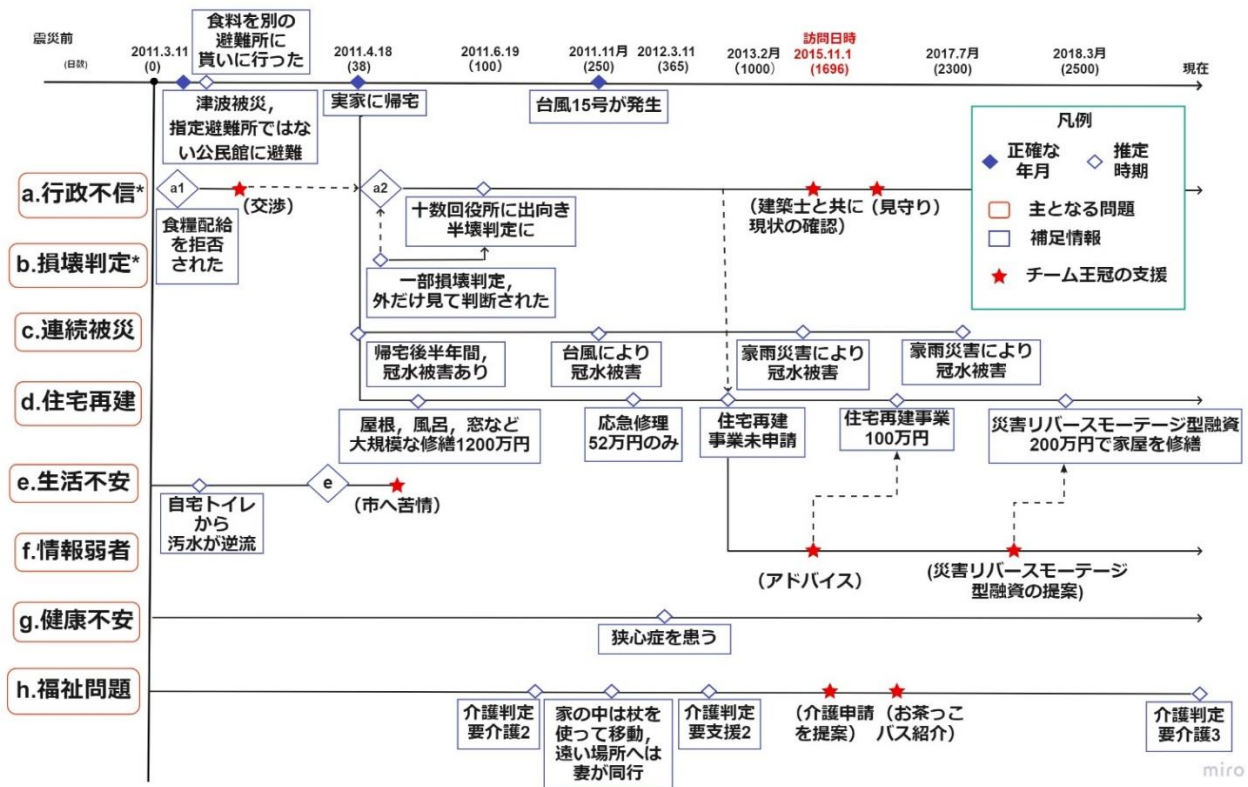 震災前
(日数)
2011.3.11
(0)
食料を別の
避難所に
貰いに行った
2011.4.18
(38)
2011.6.19
(100)
2011.11月
(250)
2012.3.11
(365)
2013.2月
(1000)
訪問日時
2015.11.1
(1696)
2017.7月
(2300)
2018.3月
(2500)
現在
津波被災,
指定避難所ではな
い公民館に避難
実家に帰宅
台風15号が発生
凡例
正確な
年月
推定
時期
主となる問題
補足情報
チーム王冠の支援
a.行政不信*
a1
(交渉)
食糧配給
を拒否
された
a2
十数回役所に出向き
半壊判定に
(建築士と共に
現状の確認)
(見守り)
b.損壊判定*
一部損壊判定,
外だけ見て判断された
c.連続被災
帰宅後半年間,
冠水被害あり
台風により
冠水被害
豪雨災害により
冠水被害
豪雨災害により
冠水被害
d.住宅再建
屋根，風呂，窓など
大規模な修繕1200万円
応急修理
52万円のみ
住宅再建
事業未申請
住宅再建事業
100万円
災害リバースモーテージ型融資
200万円で家屋を修繕
e.生活不安
e
(市へ苦情)
自宅トイレ
から
汚水が逆流
f.情報弱者
(アドバイス)
(災害リバースモーテージ
型融資の提案)
g.健康不安
狭心症を患う
h.福祉問題
介護判定
要介護2
家の中は杖を
使って移動,
遠い場所へは
妻が同行
介護判定
要支援2
(介護申請
を提案)
(お茶っこ
バス紹介)
介護判定
要介護3
miro